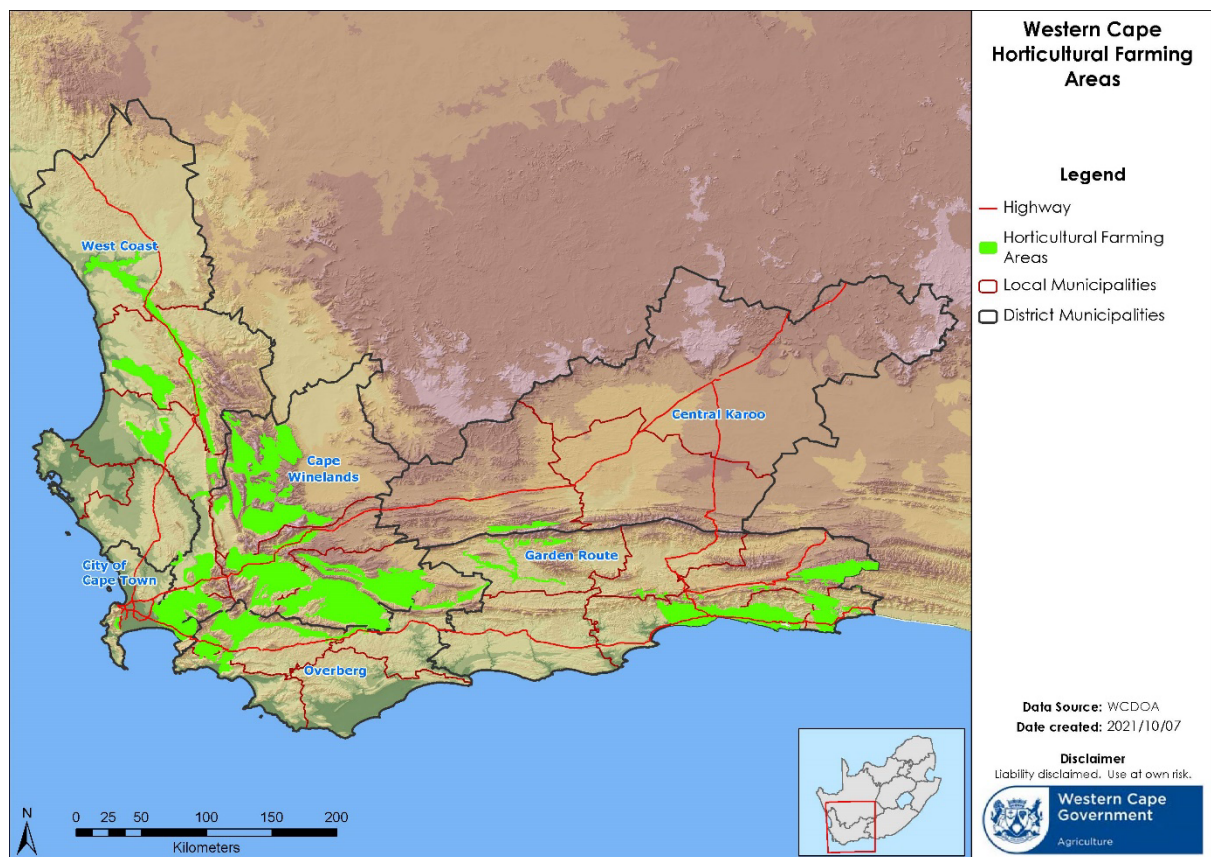 Western Cape
Horticultural Farming
Areas
Legend
Highway
Horticultural Farming
Areas
Local Municipalities
District Municipalities
West Coast
Central Karoo
Cape
Winelands
Garden Route
City of
Cape Town
Overberg
N
0 25 50 100 150 200
Kilometers
Data Source: WCDOA
Date created: 2021/10/07
Disclaimer
Liability disclaimed. Use at own risk.
Western Cape
Government
Agriculture